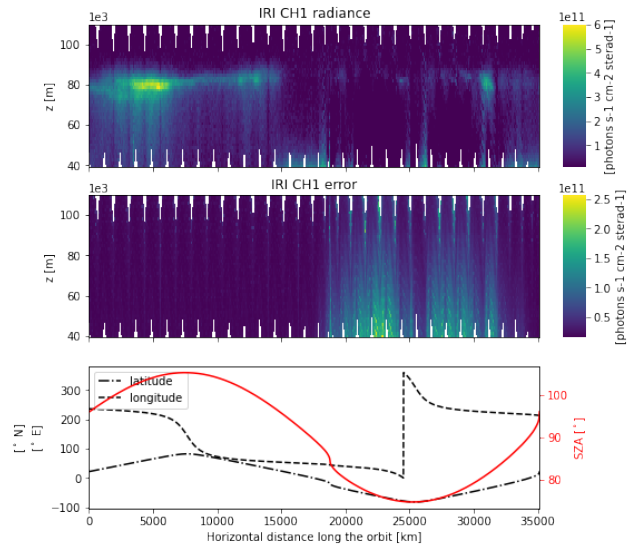 IRI CH1 radiance
1e3
1e11
110
100
80
60
40
z [m]
6
5
4
3
2
1
[photons s-1 cm-2 sterad-1]
IRI CH1 error
1e3
1e11
110
100
80
60
40
z [m]
2.5
2.0
1.5
1.0
0.5
[photons s-1 cm-2 sterad-1]
latitude
longitude
300
200
100
0
−100
[° N]
[° E]
100
95
90
85
80
75
SZA [°]
0 5000 10000 15000 20000 25000 30000 35000
Horizontal distance long the orbit [km]